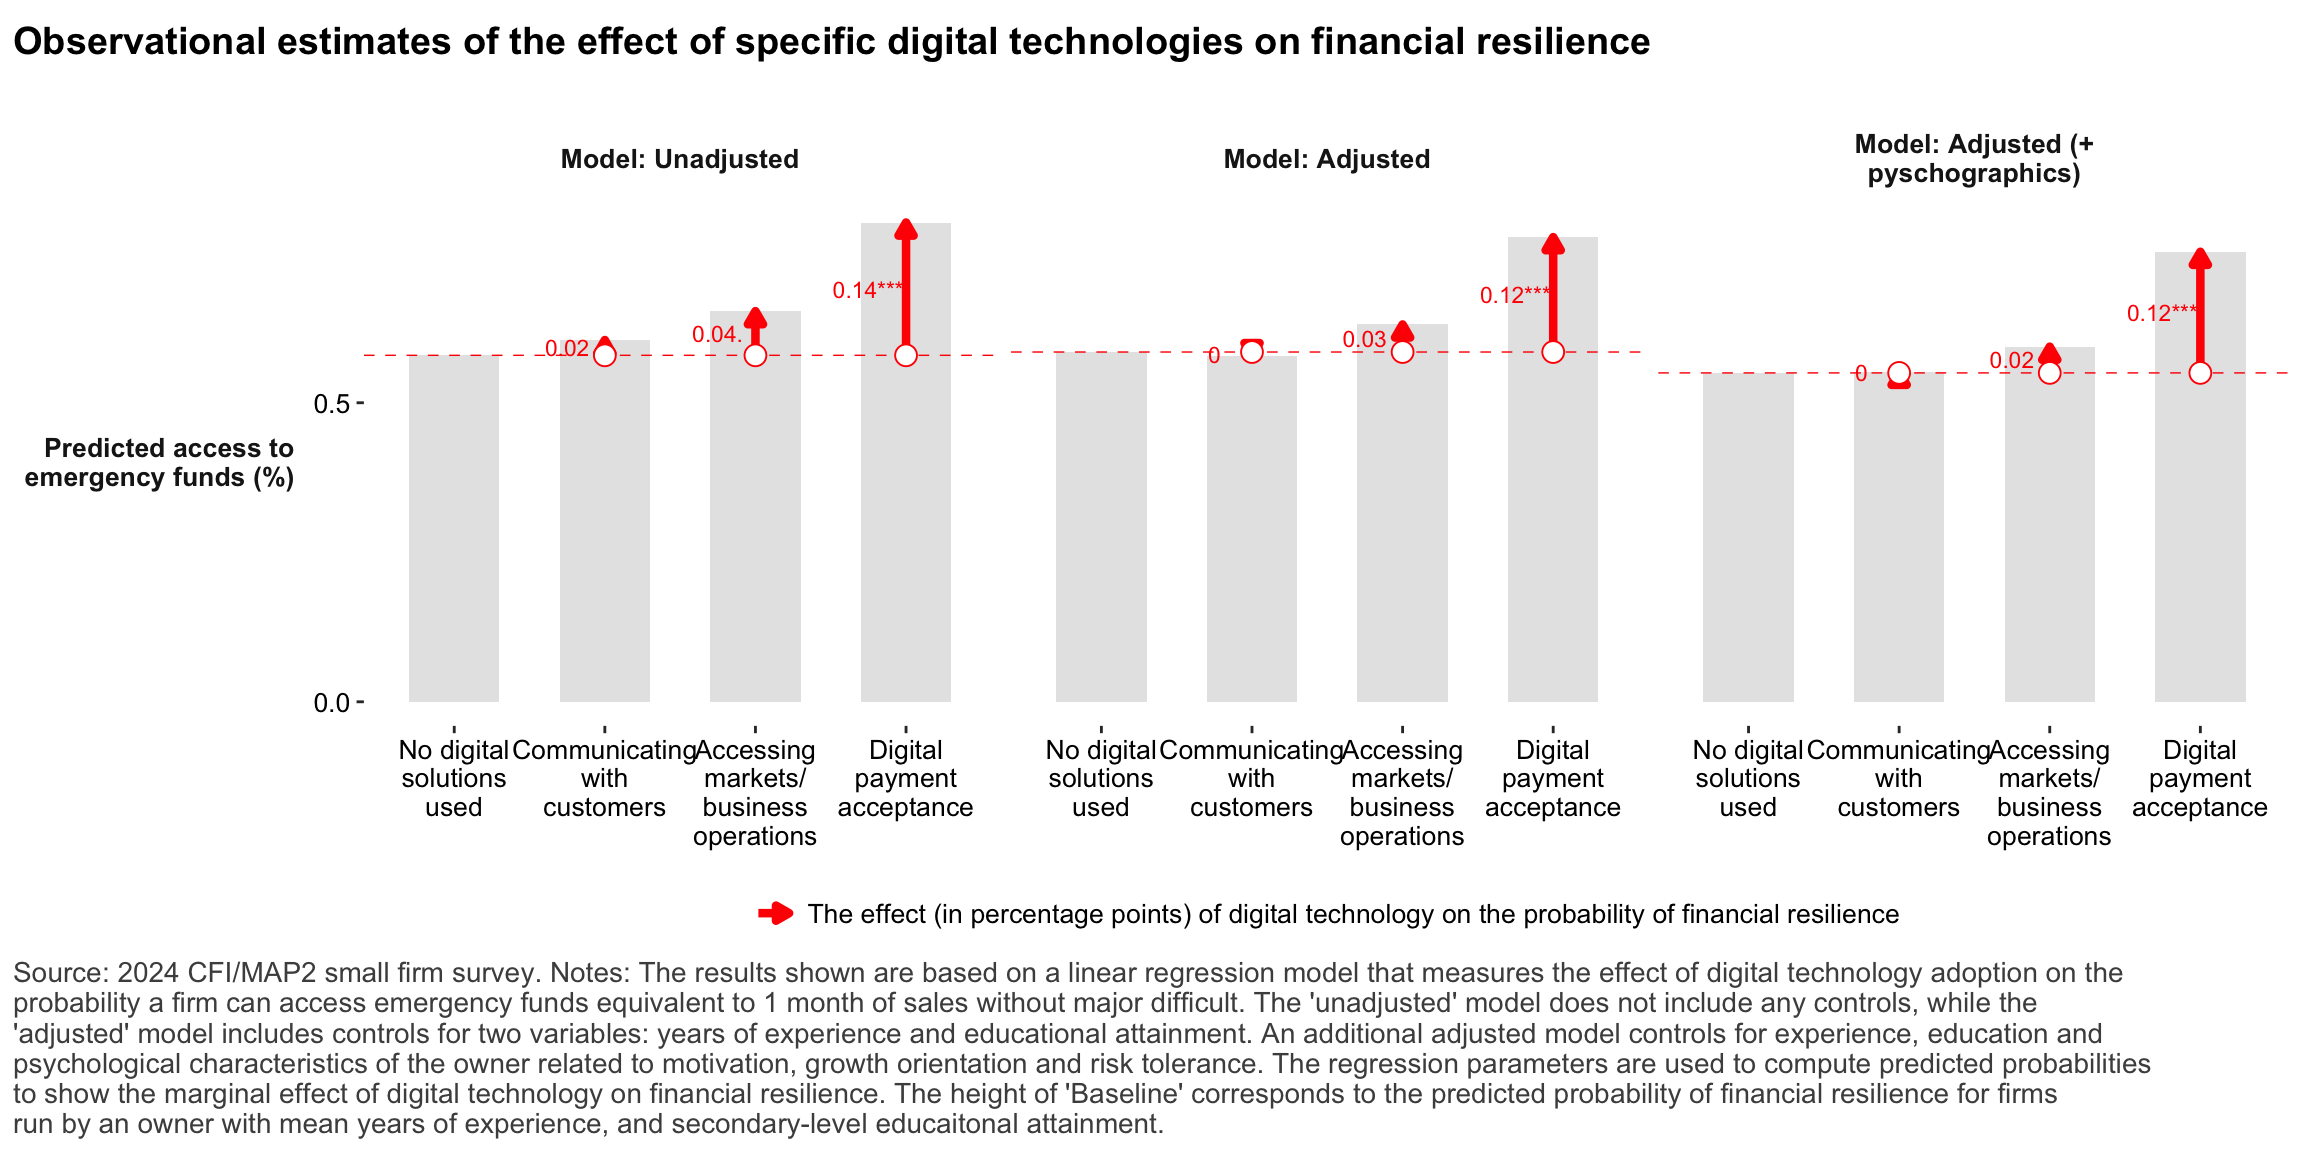 Observational estimates of the effect of specific digital technologies on financial resilience
Model: Unadjusted
Model: Adjusted
Model: Adjusted (+
pyschographics)
Predicted access to
emergency funds (%)
0.5
0.0
0.02
0.04.
0.14***
0
0.03
0.12***
0
0.02
0.12***
No digital
solutions
used
Communicating
with
customers
Accessing
markets/
business
operations
Digital
payment
acceptance
No digital
solutions
used
Communicating
with
customers
Accessing
markets/
business
operations
Digital
payment
acceptance
No digital
solutions
used
Communicating
with
customers
Accessing
markets/
business
operations
Digital
payment
acceptance
The effect (in percentage points) of digital technology on the probability of financial resilience
Source: 2024 CFI/MAP2 small firm survey. Notes: The results shown are based on a linear regression model that measures the effect of digital technology adoption on the
probability a firm can access emergency funds equivalent to 1 month of sales without major difficult. The 'unadjusted' model does not include any controls, while the
'adjusted' model includes controls for two variables: years of experience and educational attainment. An additional adjusted model controls for experience, education and
psychological characteristics of the owner related to motivation, growth orientation and risk tolerance. The regression parameters are used to compute predicted probabilities
to show the marginal effect of digital technology on financial resilience. The height of 'Baseline' corresponds to the predicted probability of financial resilience for firms
run by an owner with mean years of experience, and secondary-level educaitonal attainment.